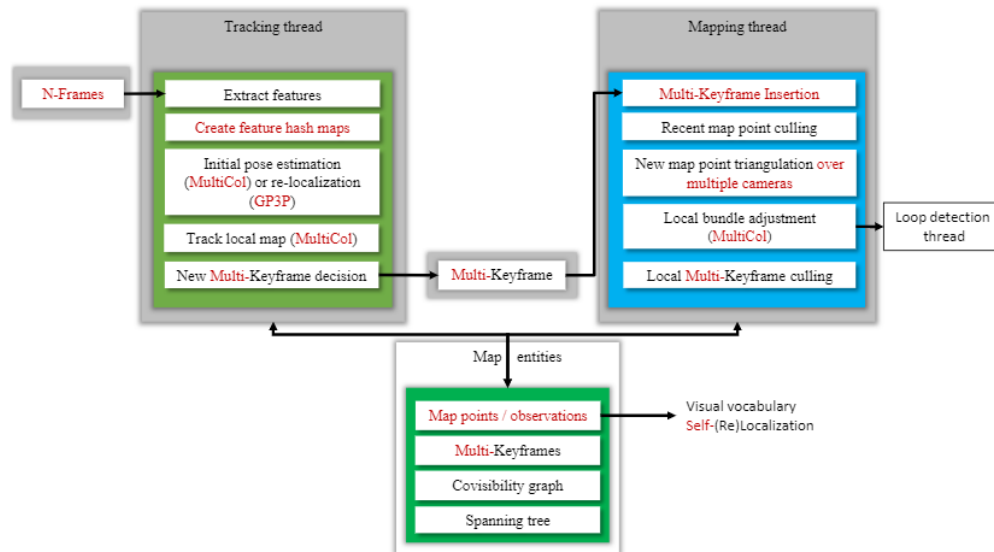 Tracking thread
N-Frames
Extract features
Create feature hash maps
Initial pose estimation
(MultiCol) or re-localization
(GP3P)
Track local map (MultiCol)
New Multi-Keyframe decision
Multi-Keyframe
Mapping thread
Multi-Keyframe Insertion
Recent map point culling
New map point triangulation over
multiple cameras
Local bundle adjustment
(MultiCol)
Local Multi-Keyframe culling
Loop detection
thread
Map entities
Map points / observations
Multi-Keyframes
Covisibility graph
Spanning tree
Visual vocabulary
Self-(Re)Localization